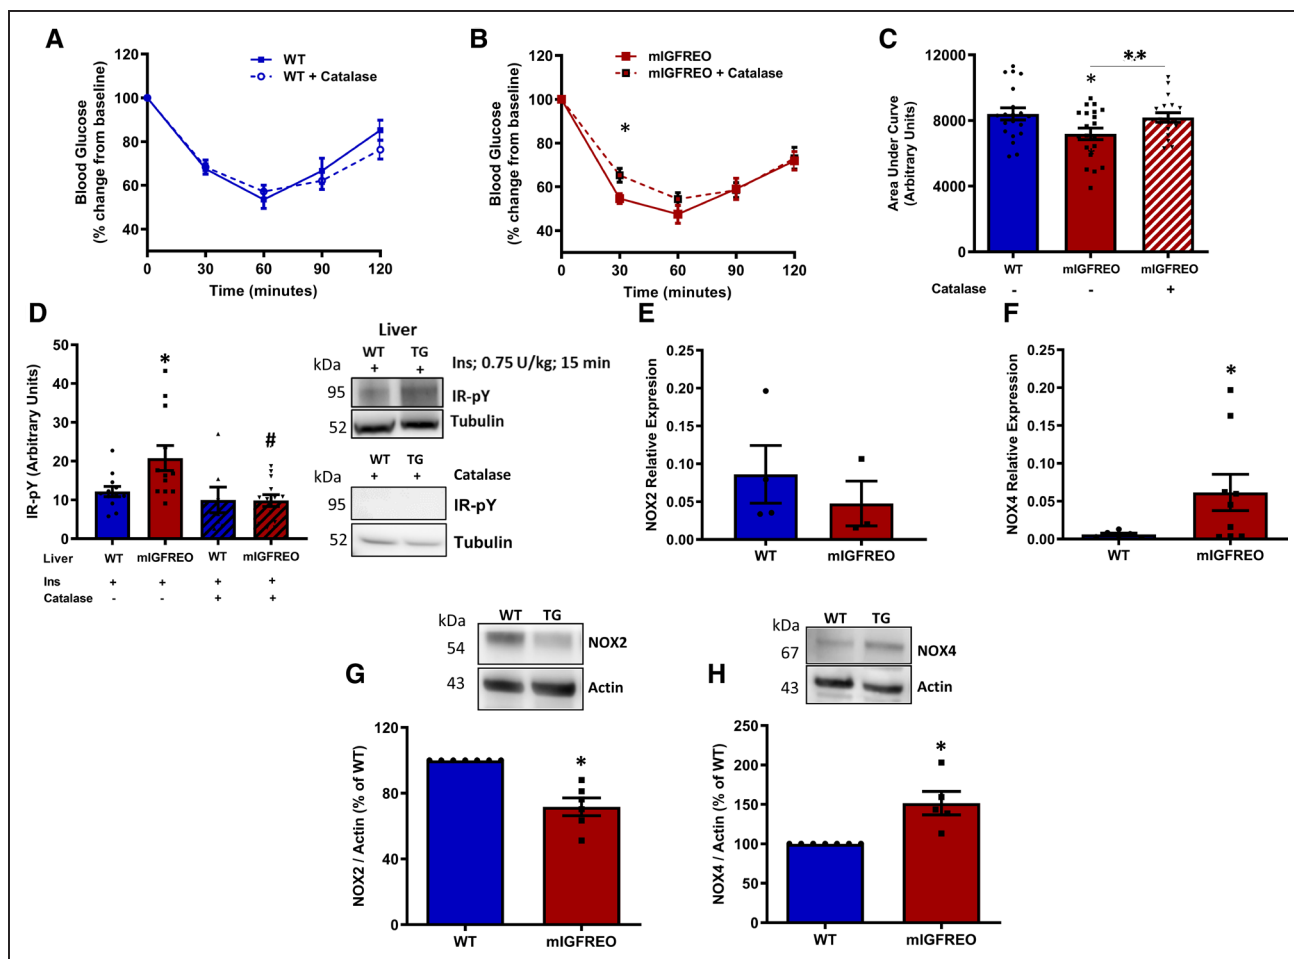 A
Blood Glucose
(% change from baseline)
120
100
80
60
40
0 30 60 90 120
Time (minutes)
WT
WT + Catalase
B
Blood Glucose
(% change from baseline)
120
100
80
60
40
0 30 60 90 120
Time (minutes)
mIGFREO
mIGFREO + Catalase
*
C
Area Under Curve
(Arbitrary Units)
12000
8000
4000
0
*
**
WT mIGFREO mIGFREO
Catalase - - +
D
IR-pY (Arbitrary Units)
50
40
30
20
10
0
*
#
Liver WT mIGFREO WT mIGFREO
Ins + + + +
Catalase - - + +
Liver
kDa WT TG
+ + Ins; 0.75 U/kg; 15 min
95 IR-pY
52 Tubulin
kDa WT TG Catalase
+ +
95 IR-pY
52 Tubulin
E
NOX2 Relative Expression
0.25
0.20
0.15
0.10
0.05
0.00
WT mIGFREO
F
NOX4 Relative Expression
0.25
0.20
0.15
0.10
0.05
0.00
*
WT mIGFREO
G
kDa WT TG
54 NOX2
43 Actin
NOX2 / Actin (% of WT)
120
80
40
0
*
WT mIGFREO
H
kDa WT TG
67 NOX4
43 Actin
NOX4 / Actin (% of WT)
250
200
150
100
50
0
*
WT mIGFREO